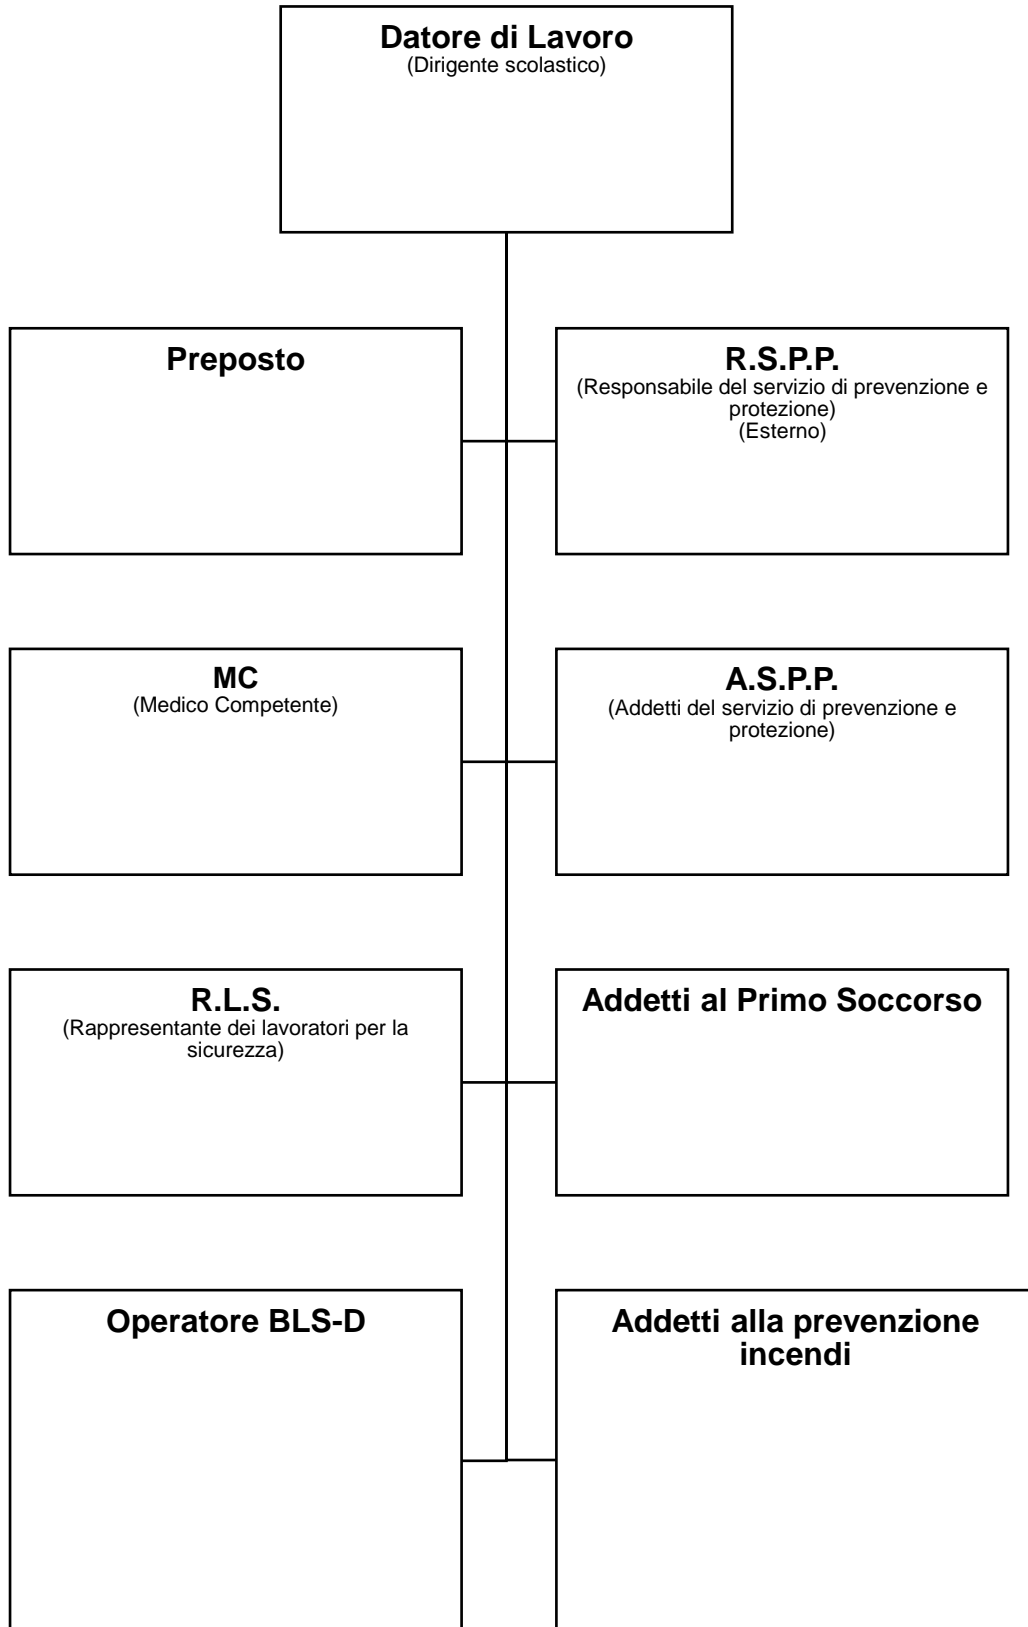 Datore di Lavoro
(Dirigente scolastico)
Preposto
R.S.P.P.
(Responsabile del servizio di prevenzione e
protezione)
(Esterno)
MC
(Medico Competente)
A.S.P.P.
(Addetti del servizio di prevenzione e
protezione)
R.L.S.
(Rappresentante dei lavoratori per la
sicurezza)
Addetti al Primo Soccorso
Operatore BLS-D
Addetti alla prevenzione
incendi